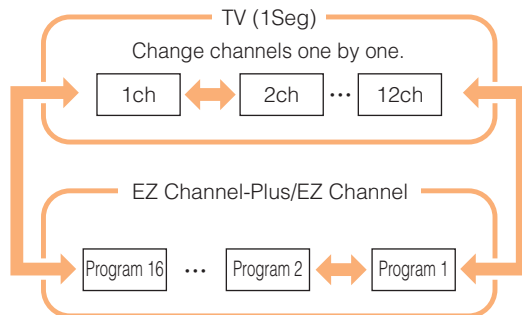 TV (1Seg)
Change channels one by one.
1ch 2ch ··· 12ch
EZ Channel-Plus/EZ Channel
Program 16 ··· Program 2 Program 1